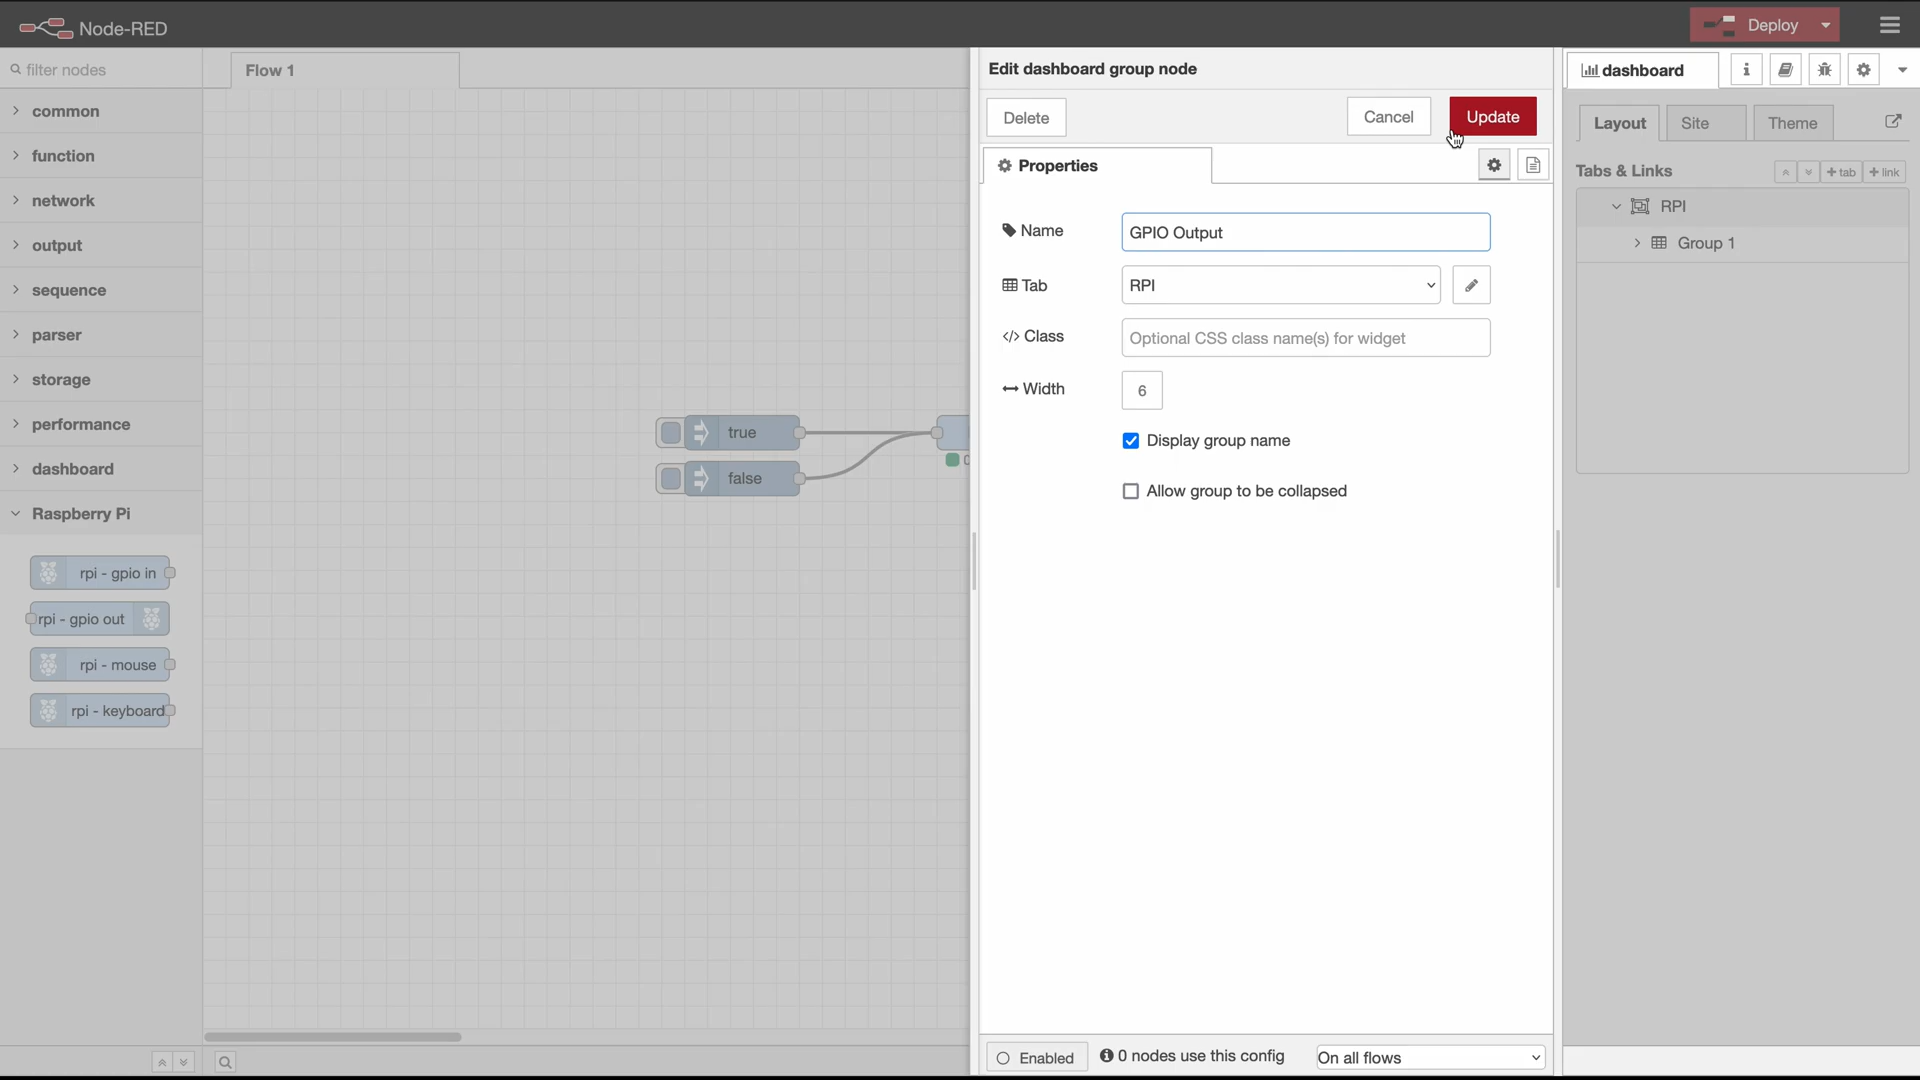 Node-RED
Deploy
filter nodes
Flow 1
common
function
network
output
sequence
parser
storage
performance
dashboard
Raspberry Pi
rpi - gpio in
rpi - gpio out
rpi - mouse
rpi - keyboard
true
false
Edit dashboard group node
Delete
Cancel
Update
Properties
Name
GPIO Output
Tab
RPI
</> Class
Optional CSS class name(s) for widget
Width
6
Display group name
Allow group to be collapsed
Enabled
0 nodes use this config
On all flows
dashboard
Layout
Site
Theme
Tabs & Links
+ tab
+ link
RPI
Group 1